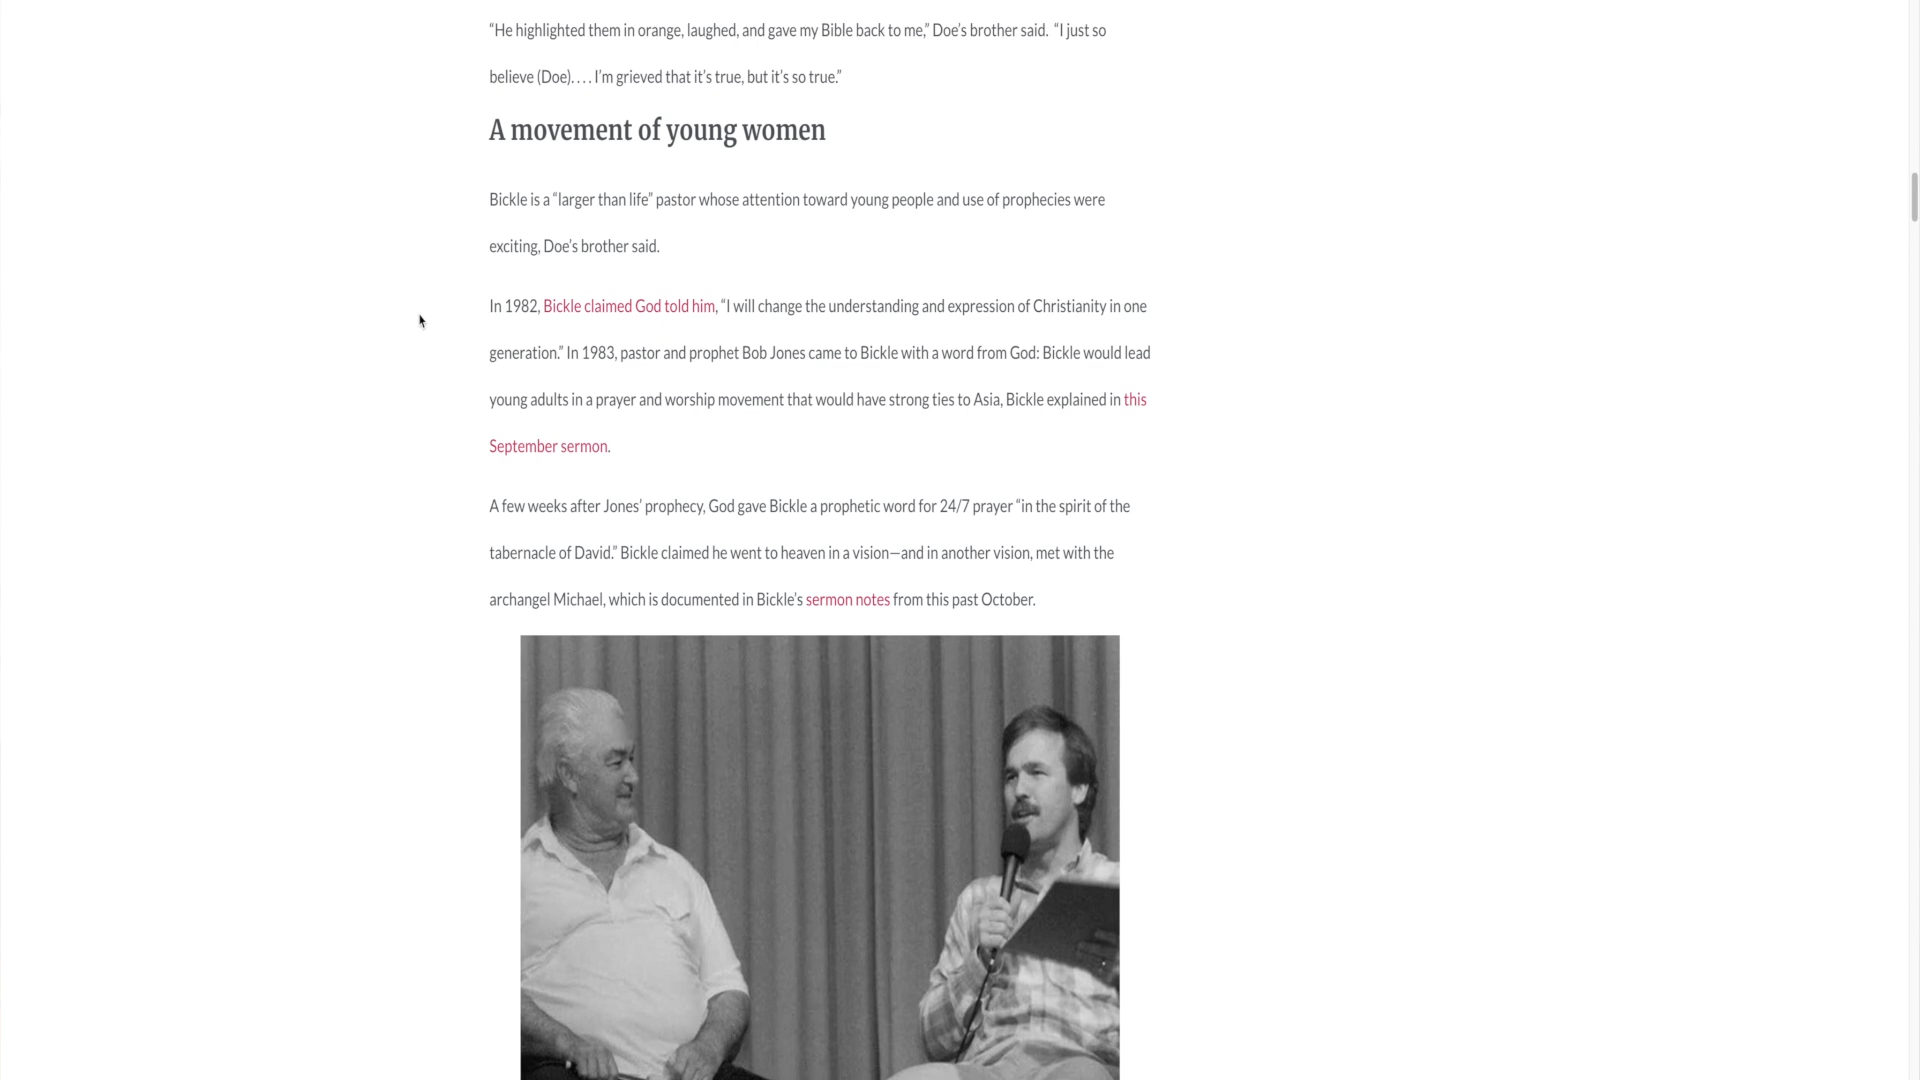 “He highlighted them in orange, laughed, and gave my Bible back to me,” Doe’s brother said.  “I just so
believe (Doe). . . . I’m grieved that it’s true, but it’s so true.”
A movement of young women
Bickle is a “larger than life” pastor whose attention toward young people and use of prophecies were
exciting, Doe’s brother said.
In 1982, Bickle claimed God told him, “I will change the understanding and expression of Christianity in one
generation.” In 1983, pastor and prophet Bob Jones came to Bickle with a word from God: Bickle would lead
young adults in a prayer and worship movement that would have strong ties to Asia, Bickle explained in this
September sermon.
A few weeks after Jones’ prophecy, God gave Bickle a prophetic word for 24/7 prayer “in the spirit of the
tabernacle of David.” Bickle claimed he went to heaven in a vision—and in another vision, met with the
archangel Michael, which is documented in Bickle’s sermon notes from this past October.